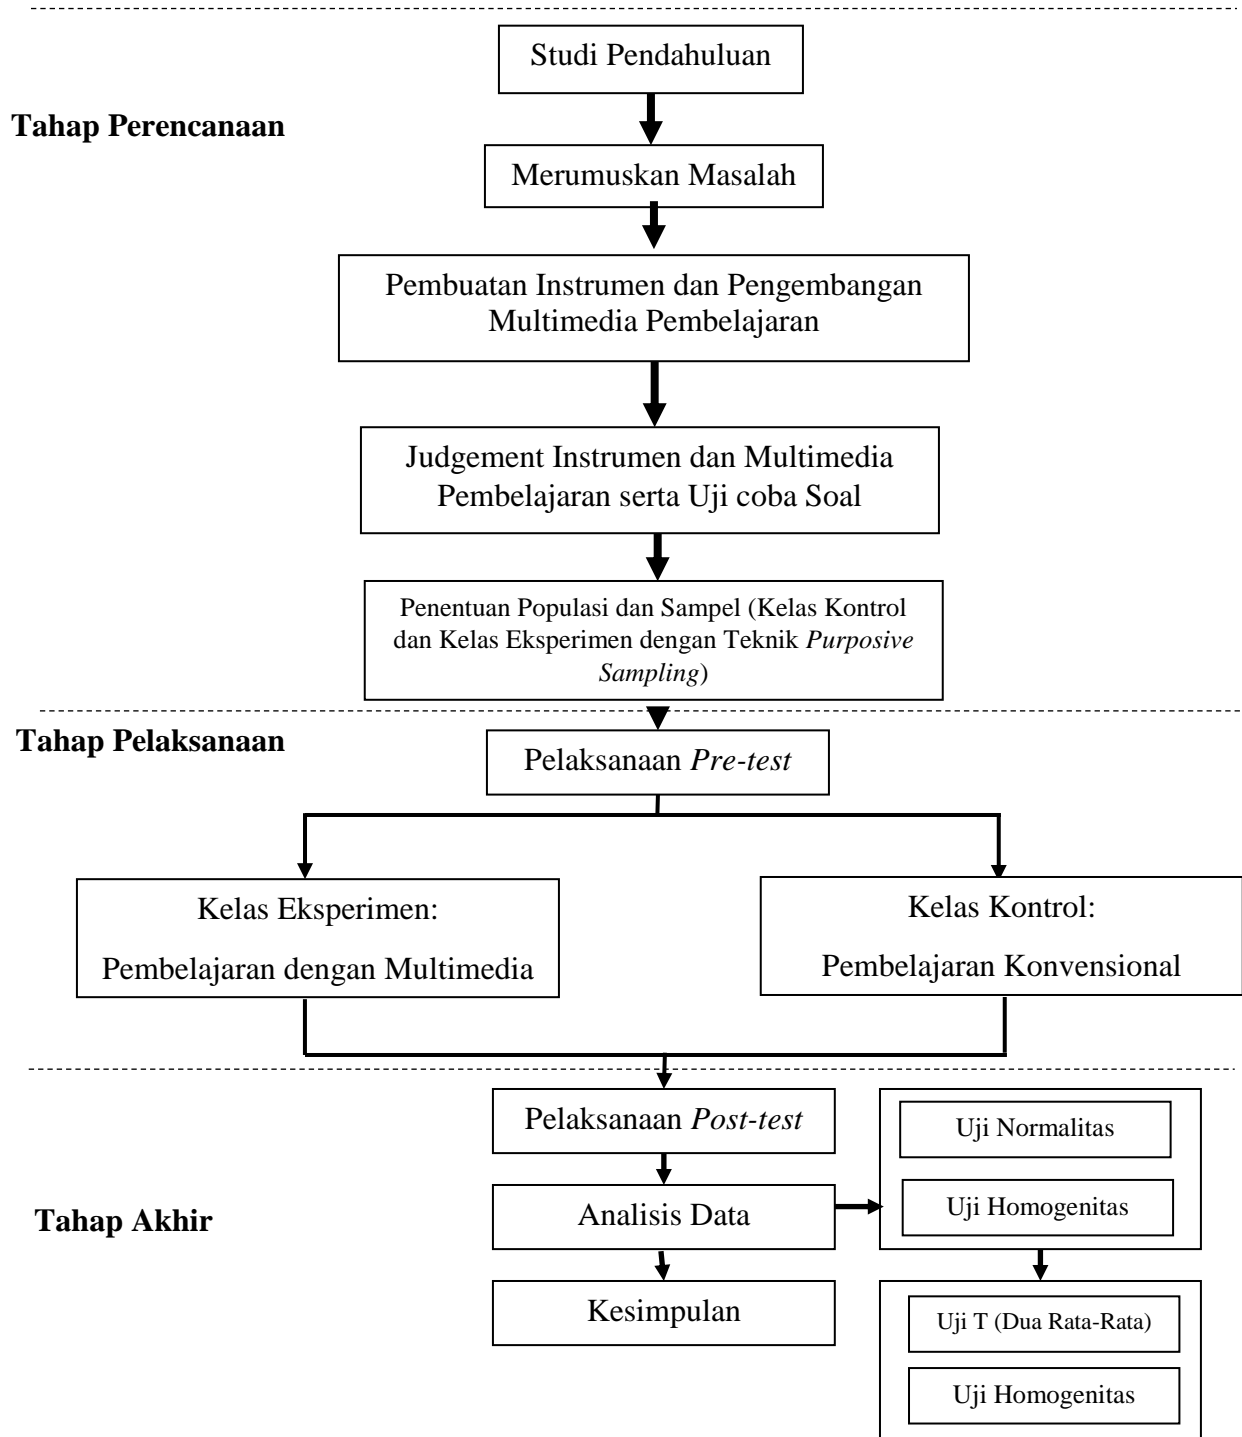 Studi Pendahuluan
Tahap Perencanaan
Merumuskan Masalah
Pembuatan Instrumen dan Pengembangan
Multimedia Pembelajaran
Judgement Instrumen dan Multimedia
Pembelajaran serta Uji coba Soal
Penentuan Populasi dan Sampel (Kelas Kontrol
dan Kelas Eksperimen dengan Teknik Purposive
Sampling)
Tahap Pelaksanaan
Pelaksanaan Pre-test
Kelas Eksperimen:
Pembelajaran dengan Multimedia
Kelas Kontrol:
Pembelajaran Konvensional
Pelaksanaan Post-test
Uji Normalitas
Tahap Akhir
Analisis Data
Uji Homogenitas
Kesimpulan
Uji T (Dua Rata-Rata)
Uji Homogenitas